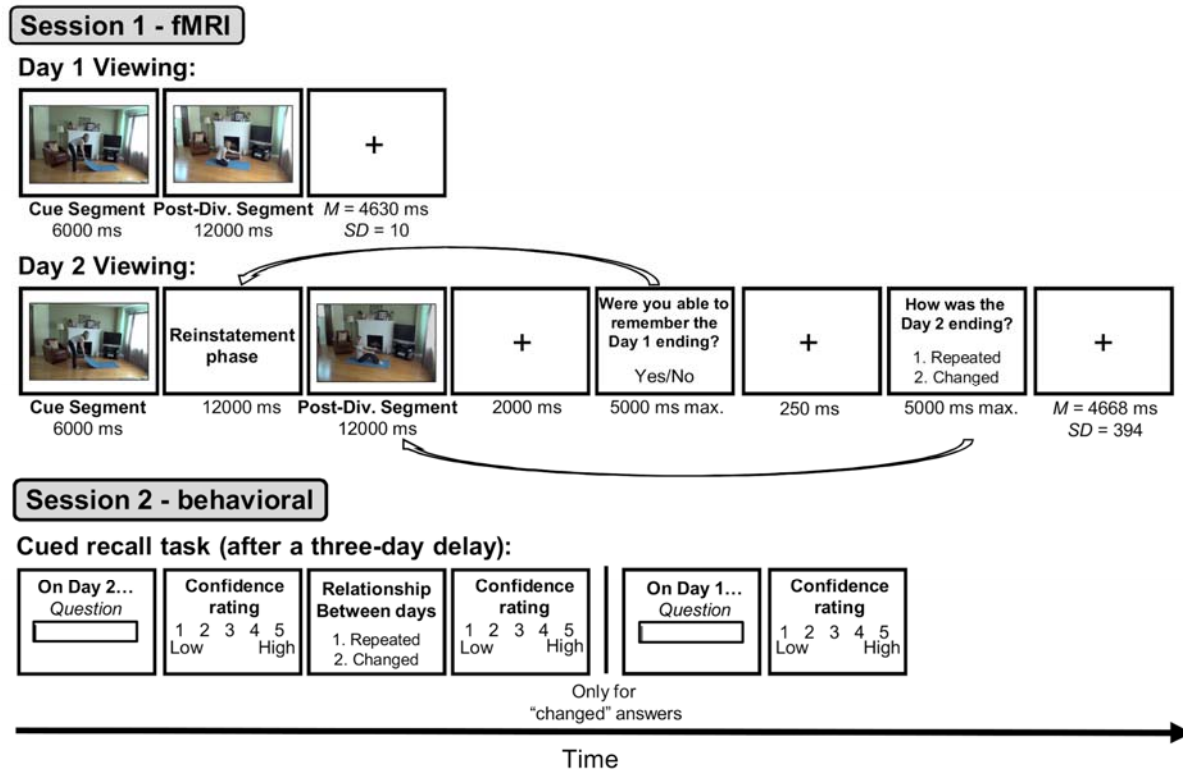 Session 1 - fMRI
Day 1 Viewing:
+
Cue Segment
6000 ms
Post-Div. Segment
12000 ms
M = 4630 ms
SD = 10
Day 2 Viewing:
Reinstatement
phase
+
Were you able to
remember the
Day 1 ending?
Yes/No
+
How was the
Day 2 ending?
1. Repeated
2. Changed
+
Cue Segment
6000 ms
12000 ms
Post-Div. Segment
12000 ms
2000 ms
5000 ms max.
250 ms
5000 ms max.
M = 4668 ms
SD = 394
Session 2 - behavioral
Cued recall task (after a three-day delay):
On Day 2...
Question
Confidence
rating
1 2 3 4 5
Low High
Relationship
Between days
1. Repeated
2. Changed
Confidence
rating
1 2 3 4 5
Low High
On Day 1...
Question
Confidence
rating
1 2 3 4 5
Low High
Only for
“changed” answers
Time